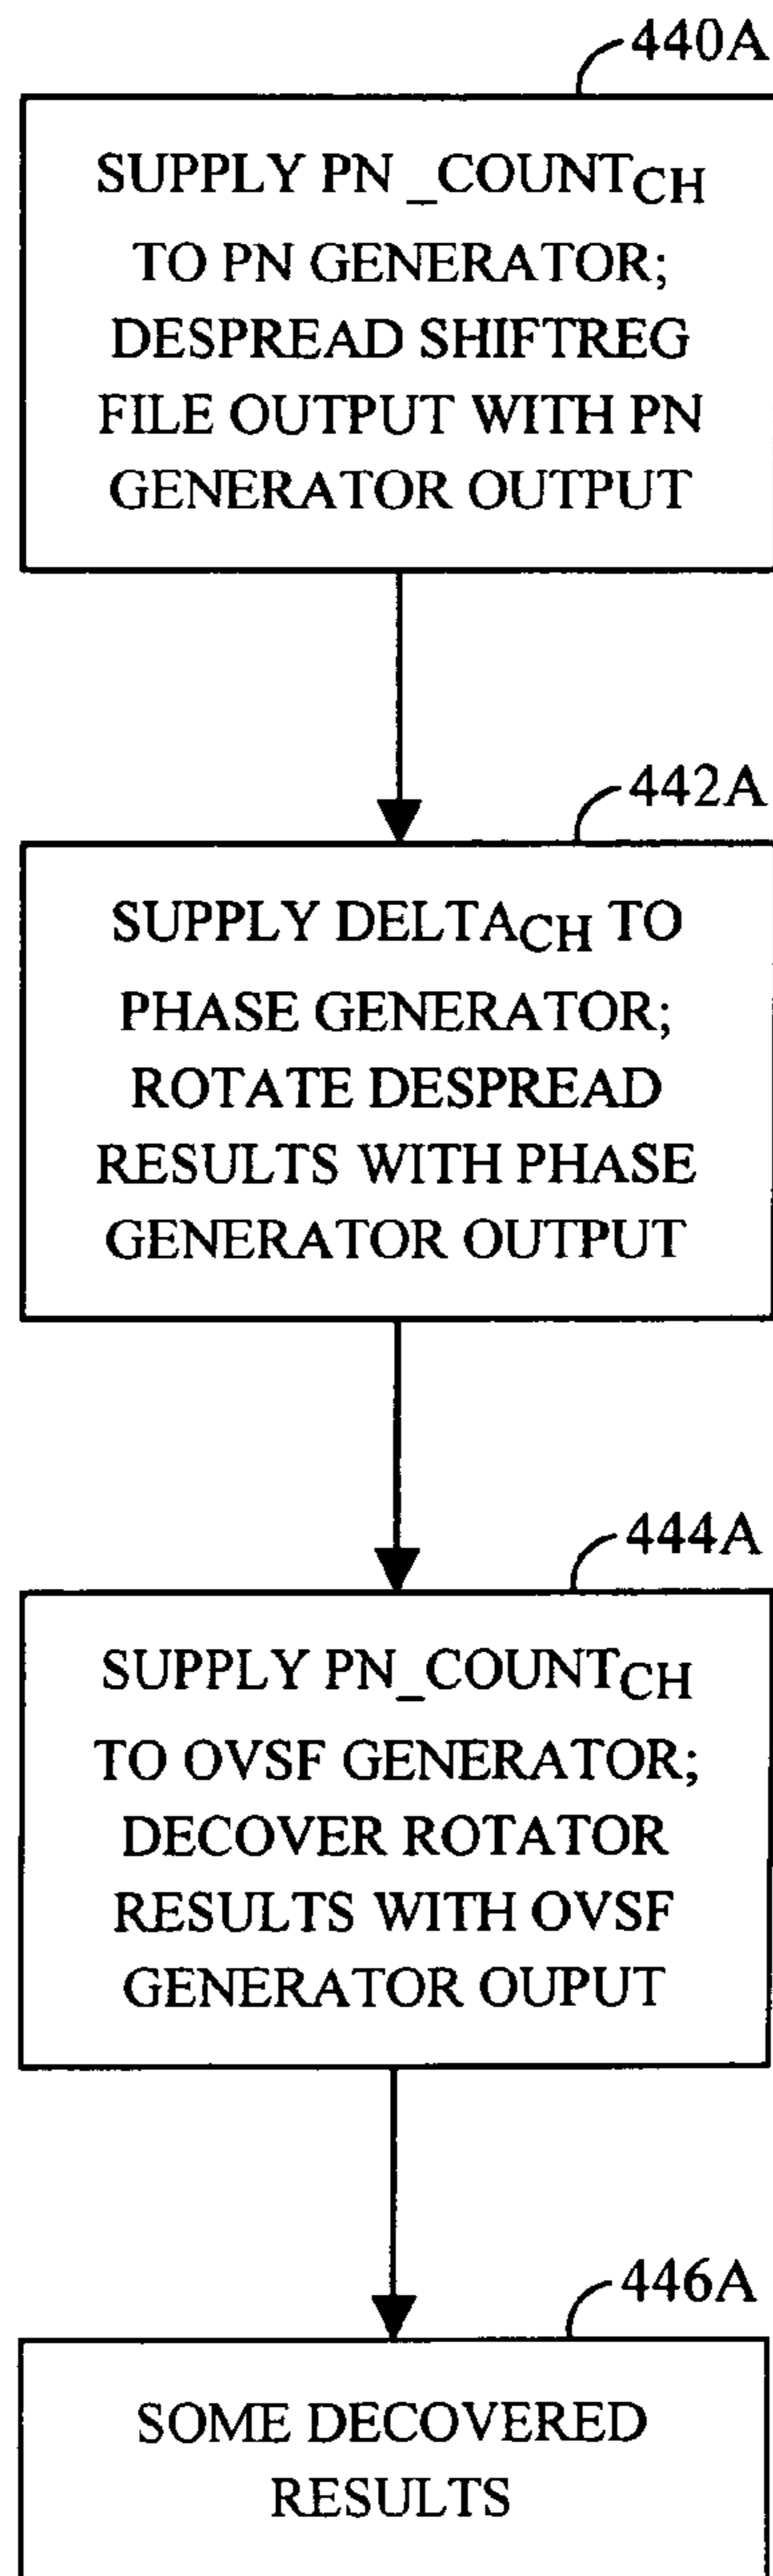 440A
SUPPLY PN _COUNTCH
TO PN GENERATOR;
DESPREAD SHIFTREG
FILE OUTPUT WITH PN
GENERATOR OUTPUT
442A
SUPPLY DELTACH TO
PHASE GENERATOR;
ROTATE DESPREAD
RESULTS WITH PHASE
GENERATOR OUTPUT
444A
SUPPLY PN_COUNTCH
TO OVSF GENERATOR;
DECOVER ROTATOR
RESULTS WITH OVSF
GENERATOR OUPUT
446A
SOME DECOVERED
RESULTS